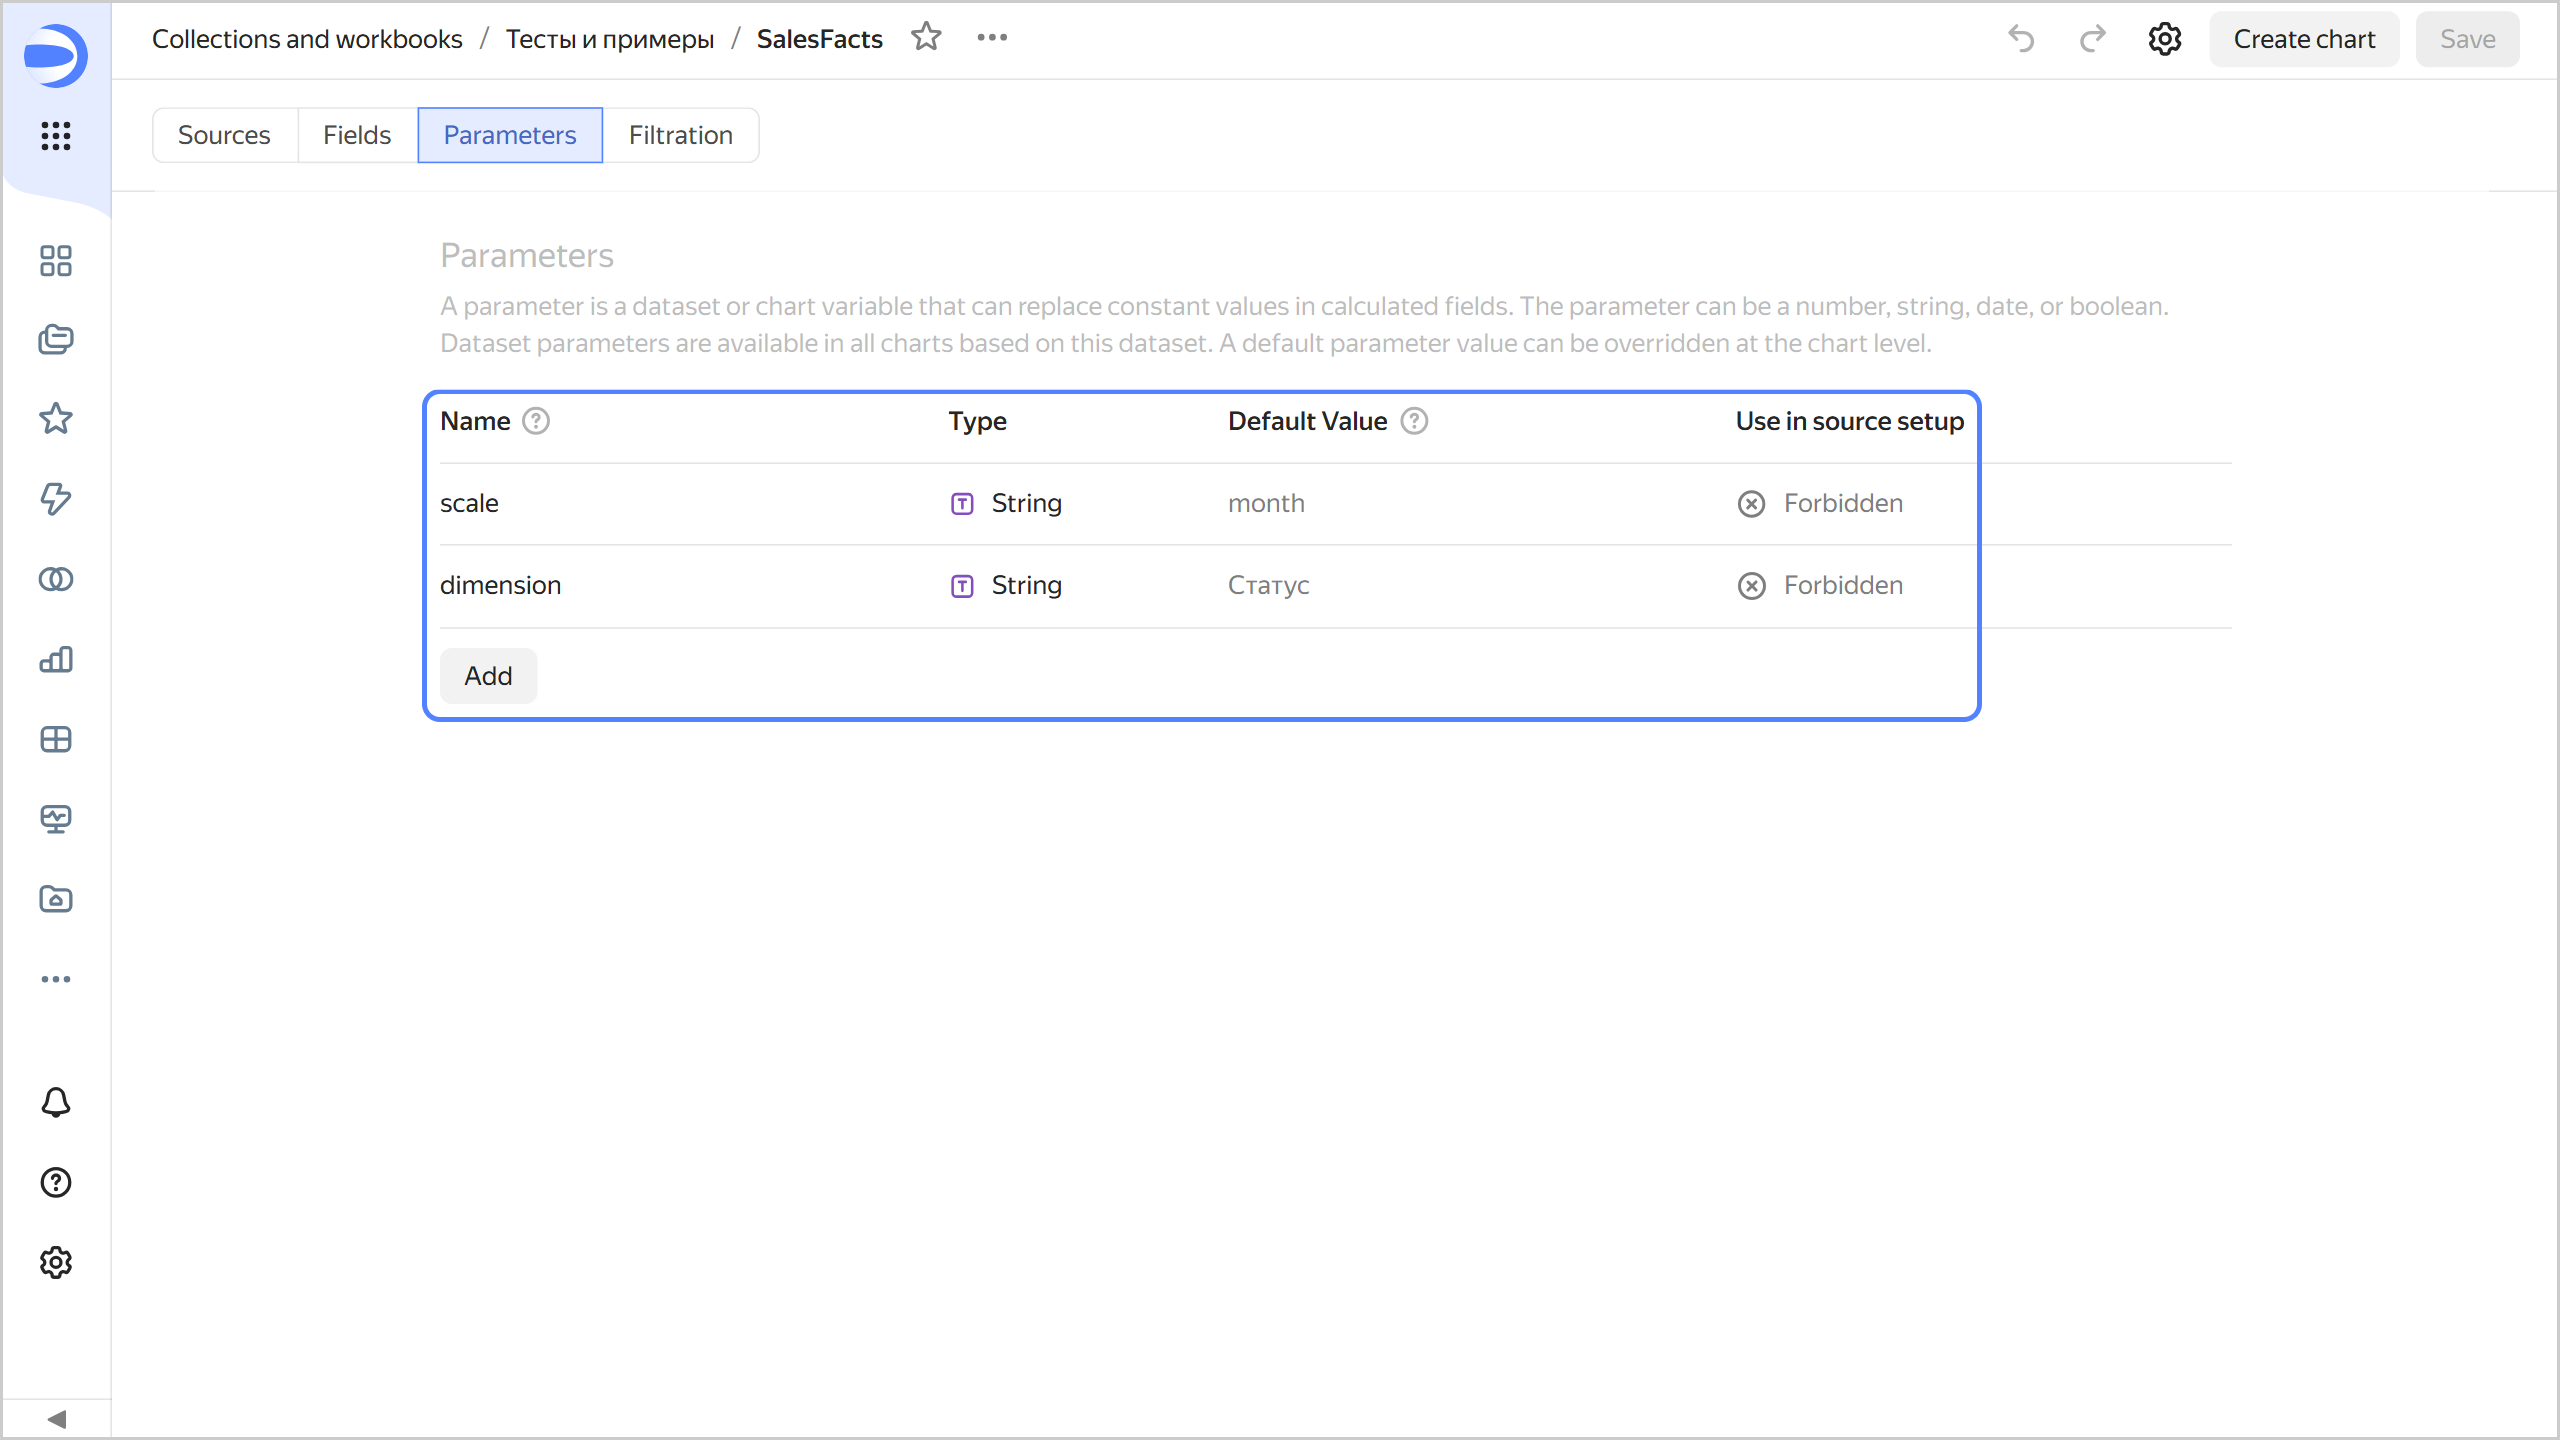 Collections and workbooks / Тесты и примеры / SalesFacts
Create chart
Save
Sources
Fields
Parameters
Filtration
Parameters
A parameter is a dataset or chart variable that can replace constant values in calculated fields. The parameter can be a number, string, date, or boolean.
Dataset parameters are available in all charts based on this dataset. A default parameter value can be overridden at the chart level.
Name Type Default Value Use in source setup
scale String month Forbidden
dimension String Статус Forbidden
Add